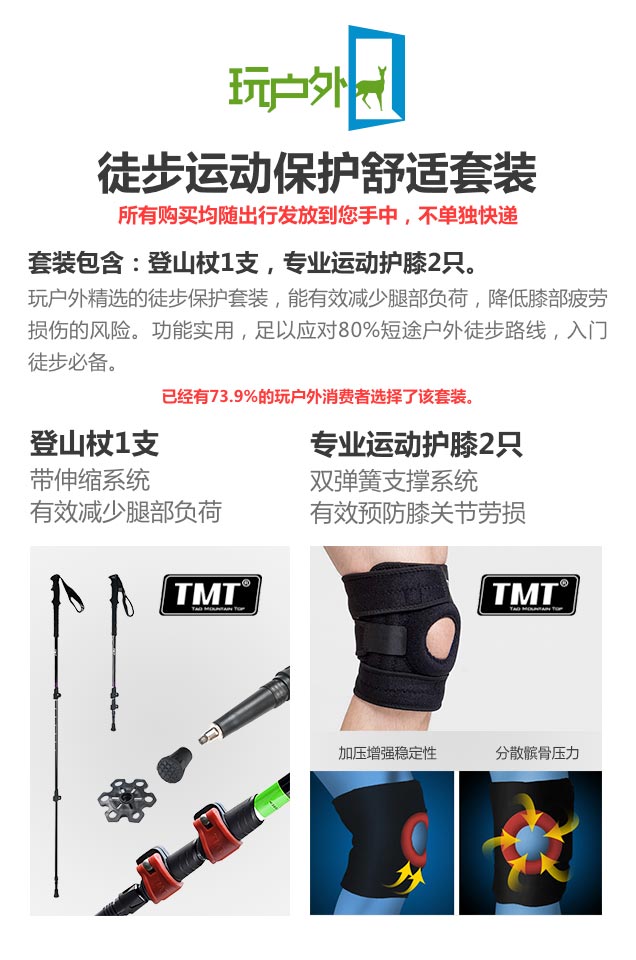 玩户外
徒步运动保护舒适套装
所有购买均随出行发放到您手中，不单独快递
套装包含：登山杖1支，专业运动护膝2只。
玩户外精选的徒步保护套装，能有效减少腿部负荷，降低膝部疲劳
损伤的风险。功能实用，足以应对80%短途户外徒步路线，入门
徒步必备。
已经有73.9%的玩户外消费者选择了该套装。
登山杖1支
带伸缩系统
有效减少腿部负荷
专业运动护膝2只
双弹簧支撑系统
有效预防膝关节劳损
TMT®
TAO MOUNTAIN TOP
TMT®
TAO MOUNTAIN TOP
加压增强稳定性
分散髌骨压力